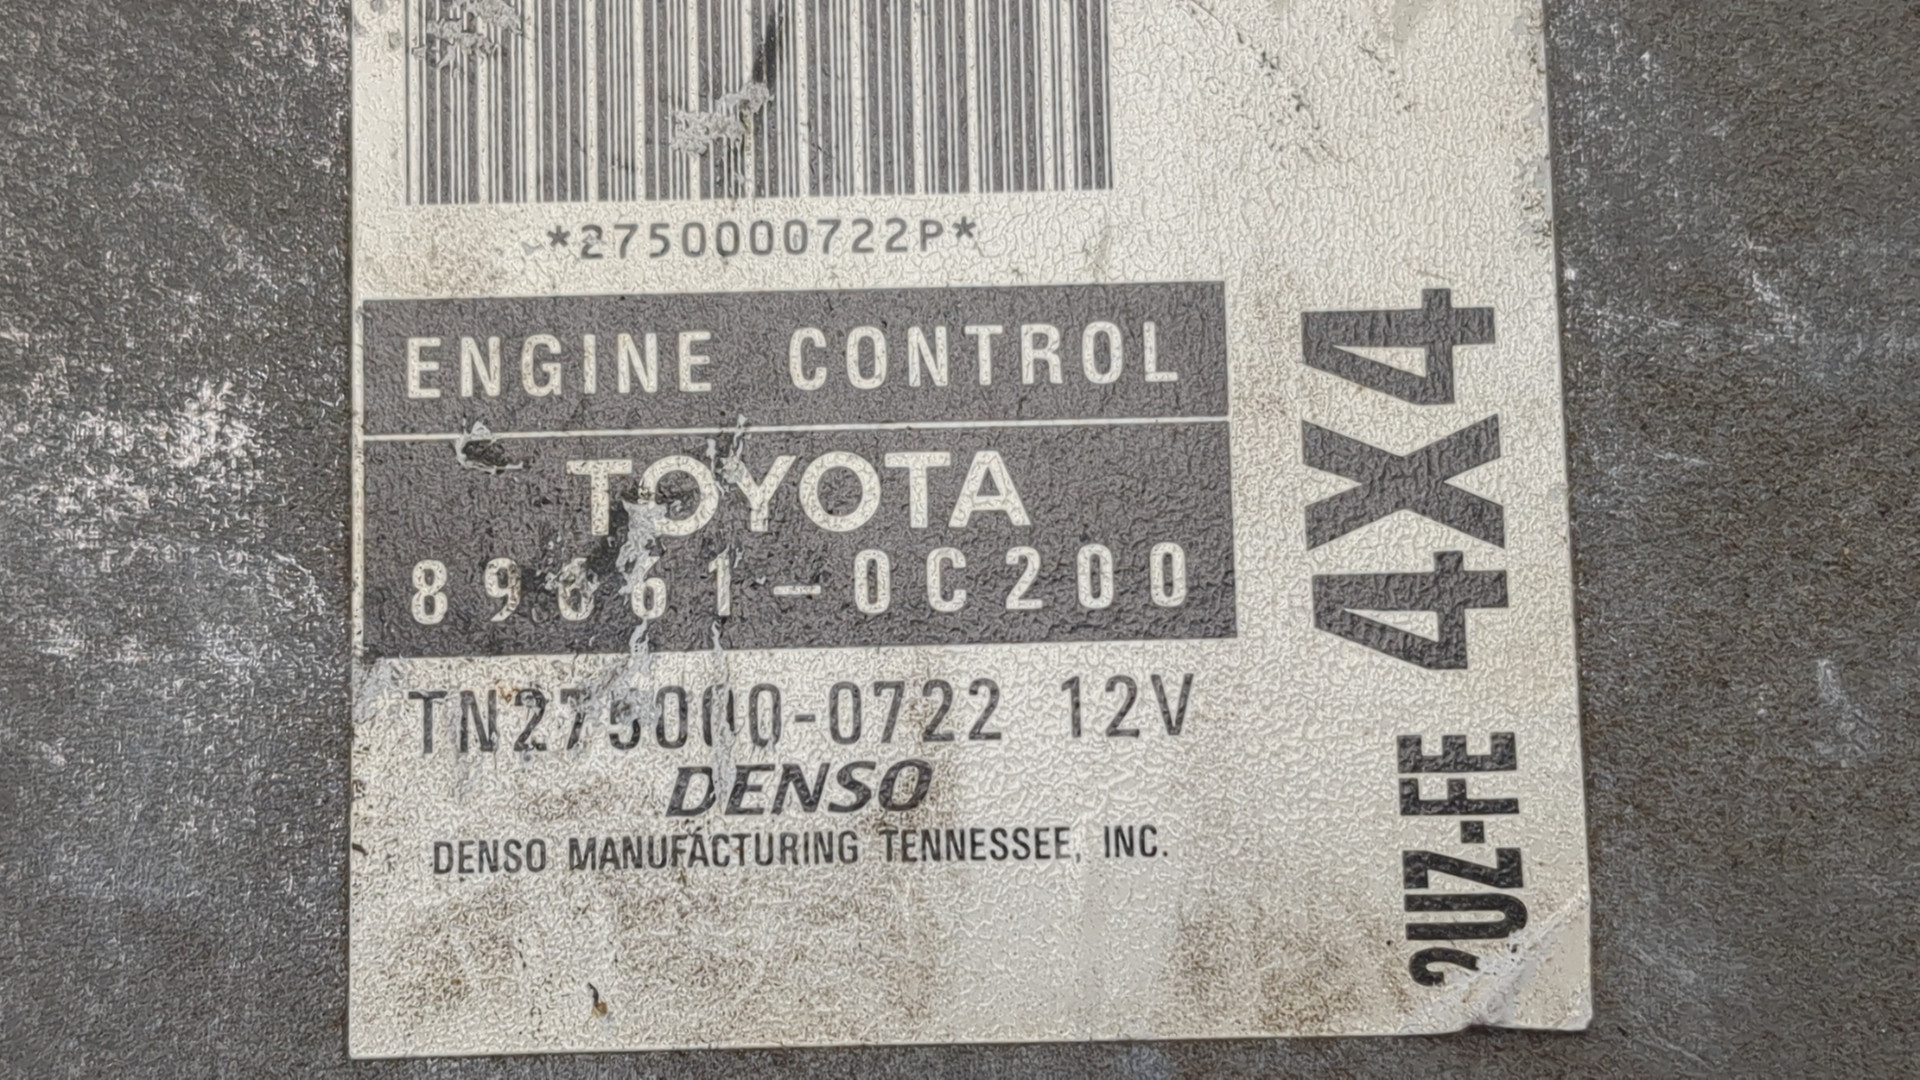 *2750000722P*
ENGINE CONTROL
TOYOTA
89661-0C200
TN275000-0722 12V
DENSO
DENSO MANUFACTURING TENNESSEE, INC.
2UZ-FE 4X4